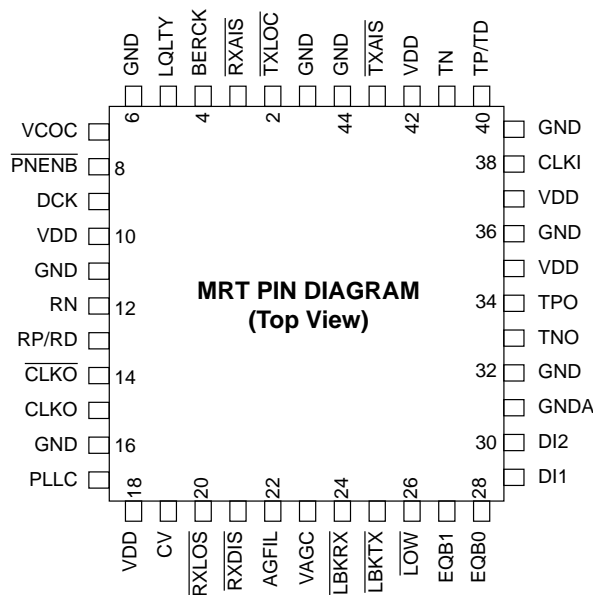 GND
LQLTY
BERCK
RXAIS
TXLOC
GND
GND
TXAIS
VDD
TN
TP/TD
6
4
2
44
42
40
VCOC
PNENB
8
DCK
VDD
10
GND
RN
12
RP/RD
CLKO
14
CLKO
GND
16
PLLC
MRT PIN DIAGRAM
(Top View)
GND
38
CLKI
VDD
36
GND
VDD
34
TPO
TNO
32
GND
GNDA
30
DI2
DI1
18
20
22
24
26
28
VDD
CV
RXLOS
RXDIS
AGFIL
VAGC
LBKRX
LBKTX
LOW
EQB1
EQB0